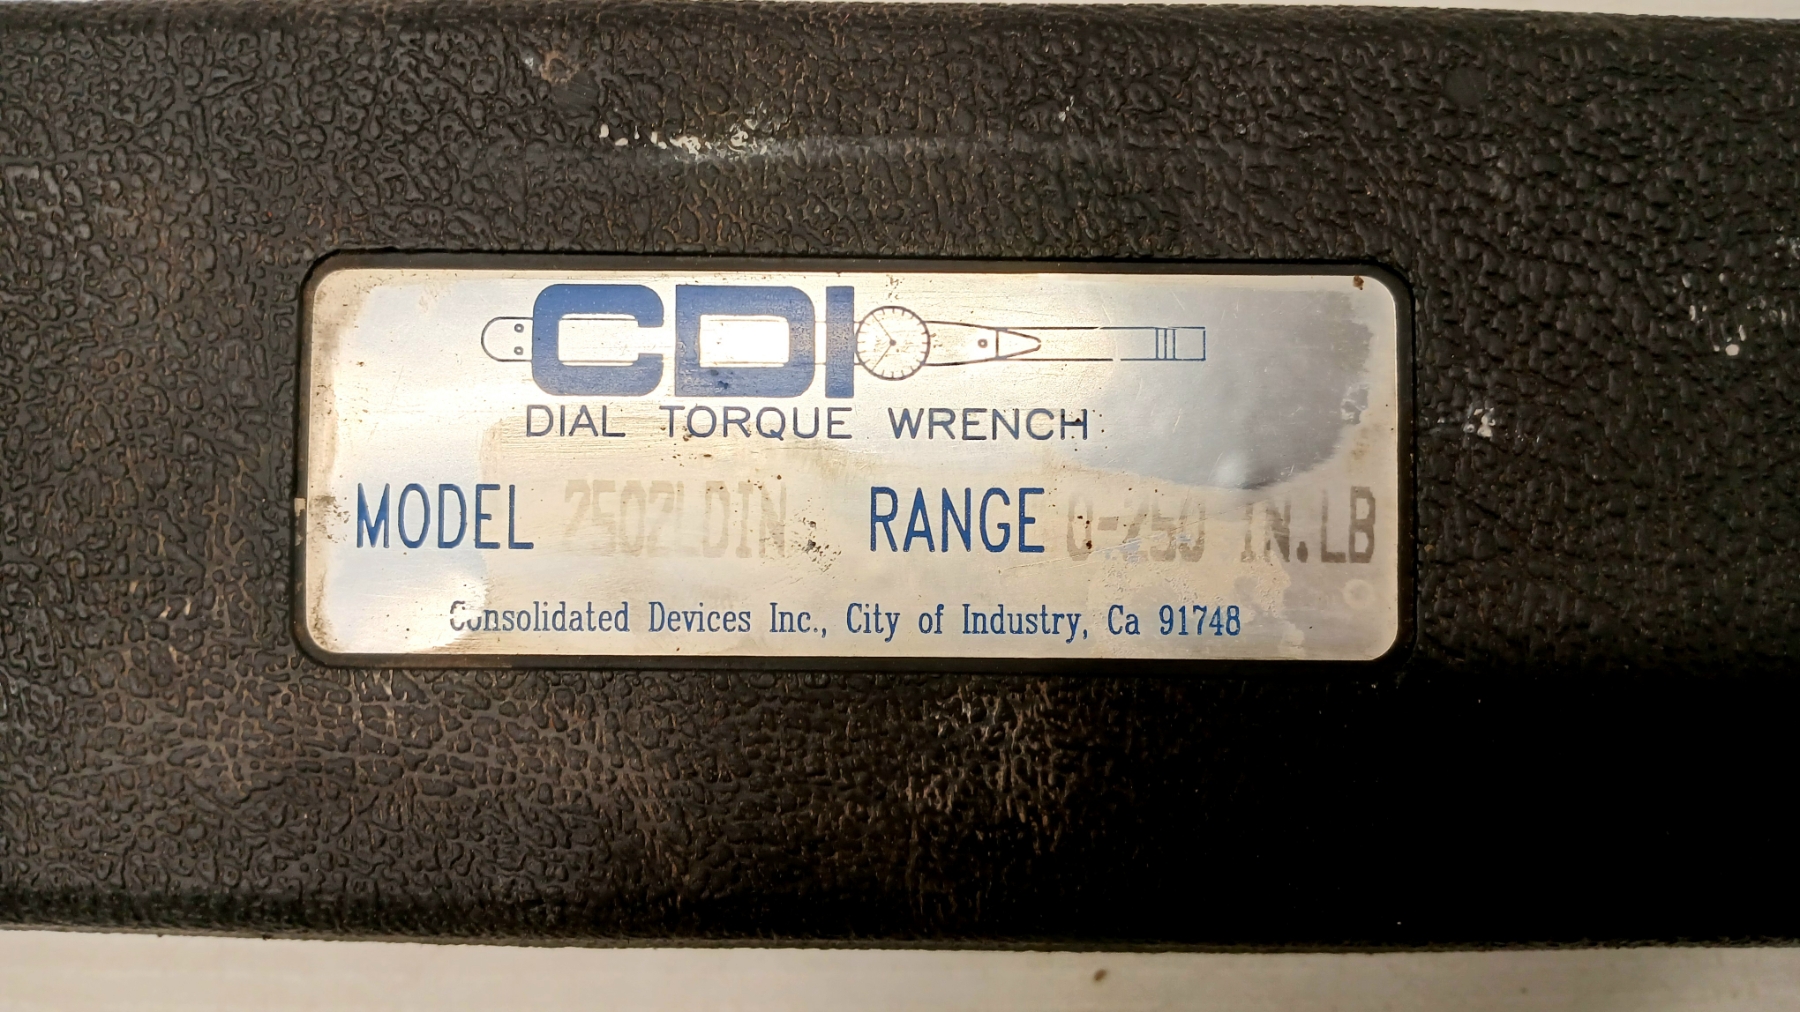 CDI
DIAL TORQUE WRENCH
MODEL 2502LDIN RANGE 0-250 IN.LB
Consolidated Devices Inc., City of Industry, Ca 91748